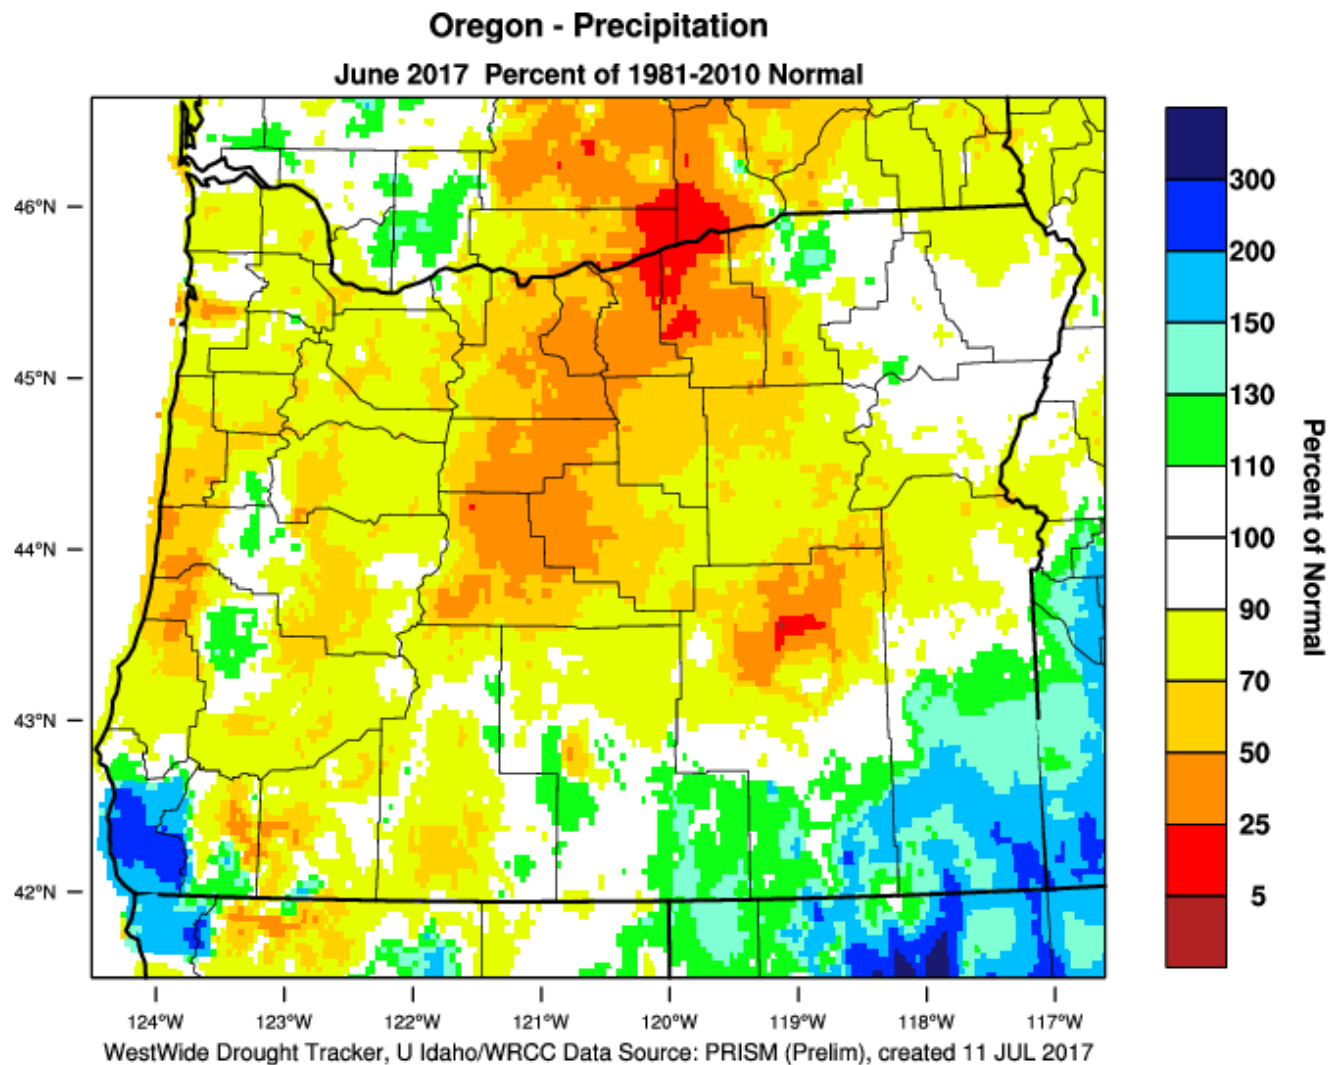 Oregon - Precipitation
June 2017 Percent of 1981-2010 Normal
46°N
45°N
44°N
43°N
42°N
124°W 123°W 122°W 121°W 120°W 119°W 118°W 117°W
300
200
150
130
110
100
90
70
50
25
5
Percent of Normal
WestWide Drought Tracker, U Idaho/WRCC Data Source: PRISM (Prelim), created 11 JUL 2017